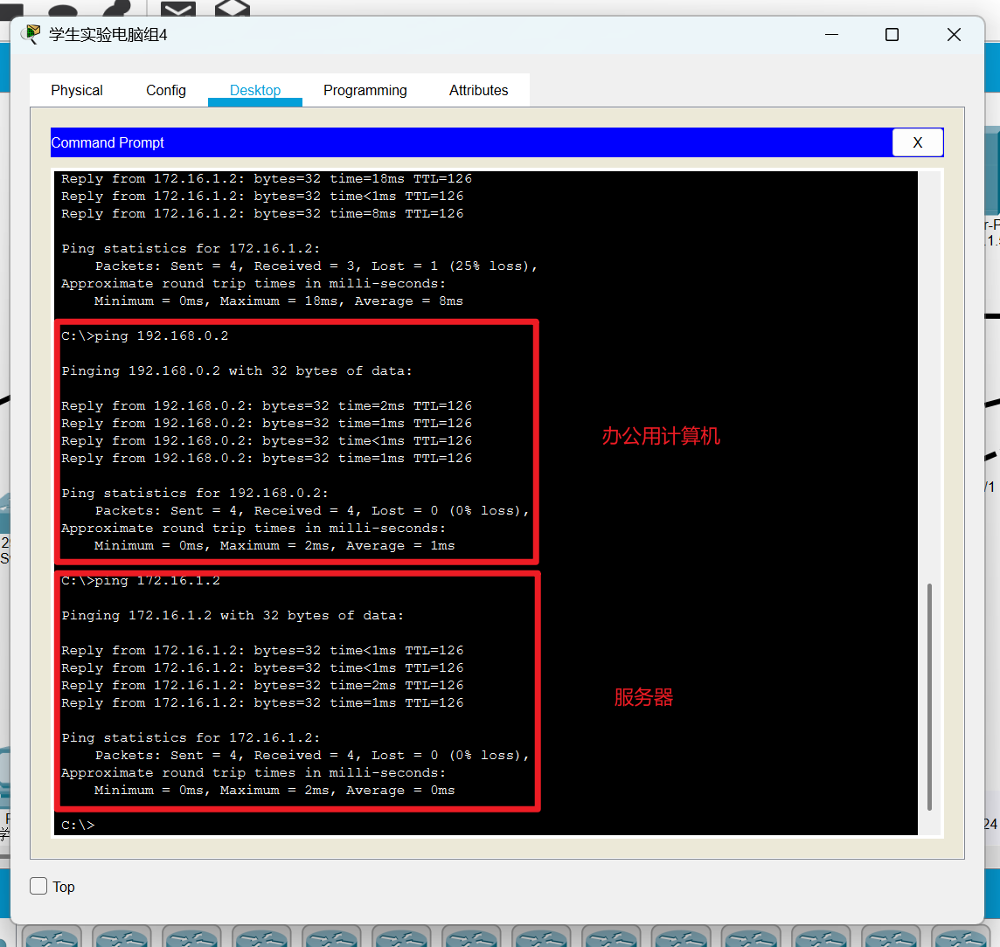 学生实验电脑组4
Physical Config Desktop Programming Attributes
Command Prompt X
Reply from 172.16.1.2: bytes=32 time=18ms TTL=126
Reply from 172.16.1.2: bytes=32 time<1ms TTL=126
Reply from 172.16.1.2: bytes=32 time=8ms TTL=126
Ping statistics for 172.16.1.2:
Packets: Sent = 4, Received = 3, Lost = 1 (25% loss),
Approximate round trip times in milli-seconds:
Minimum = 0ms, Maximum = 18ms, Average = 8ms
C:\>ping 192.168.0.2
Pinging 192.168.0.2 with 32 bytes of data:
Reply from 192.168.0.2: bytes=32 time=2ms TTL=126
Reply from 192.168.0.2: bytes=32 time=1ms TTL=126
Reply from 192.168.0.2: bytes=32 time<1ms TTL=126
Reply from 192.168.0.2: bytes=32 time=1ms TTL=126
办公用计算机
Ping statistics for 192.168.0.2:
Packets: Sent = 4, Received = 4, Lost = 0 (0% loss),
Approximate round trip times in milli-seconds:
Minimum = 0ms, Maximum = 2ms, Average = 1ms
C:\>ping 172.16.1.2
Pinging 172.16.1.2 with 32 bytes of data:
Reply from 172.16.1.2: bytes=32 time<1ms TTL=126
Reply from 172.16.1.2: bytes=32 time<1ms TTL=126
Reply from 172.16.1.2: bytes=32 time=2ms TTL=126
Reply from 172.16.1.2: bytes=32 time=1ms TTL=126
服务器
Ping statistics for 172.16.1.2:
Packets: Sent = 4, Received = 4, Lost = 0 (0% loss),
Approximate round trip times in milli-seconds:
Minimum = 0ms, Maximum = 2ms, Average = 0ms
C:\>
Top